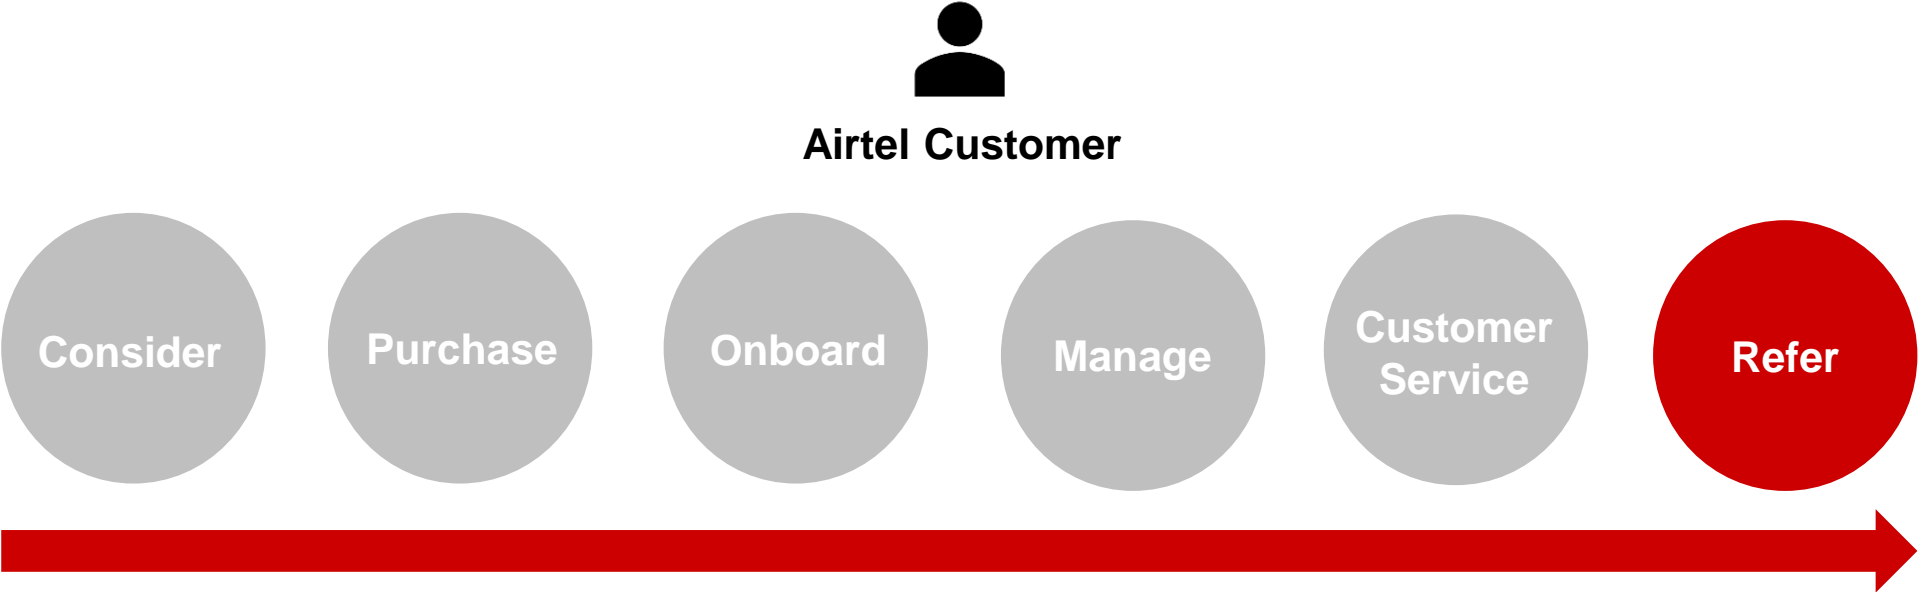 Airtel Customer
Consider
Purchase
Onboard
Manage
Customer
Service
Refer